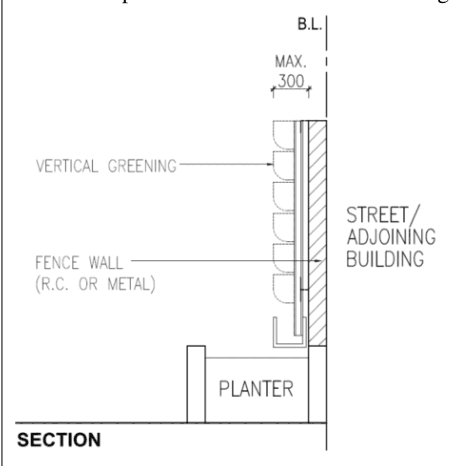 B.L.
MAX.
300
VERTICAL GREENING
STREET/
ADJOINING
BUILDING
FENCE WALL
(R.C. OR METAL)
PLANTER
SECTION